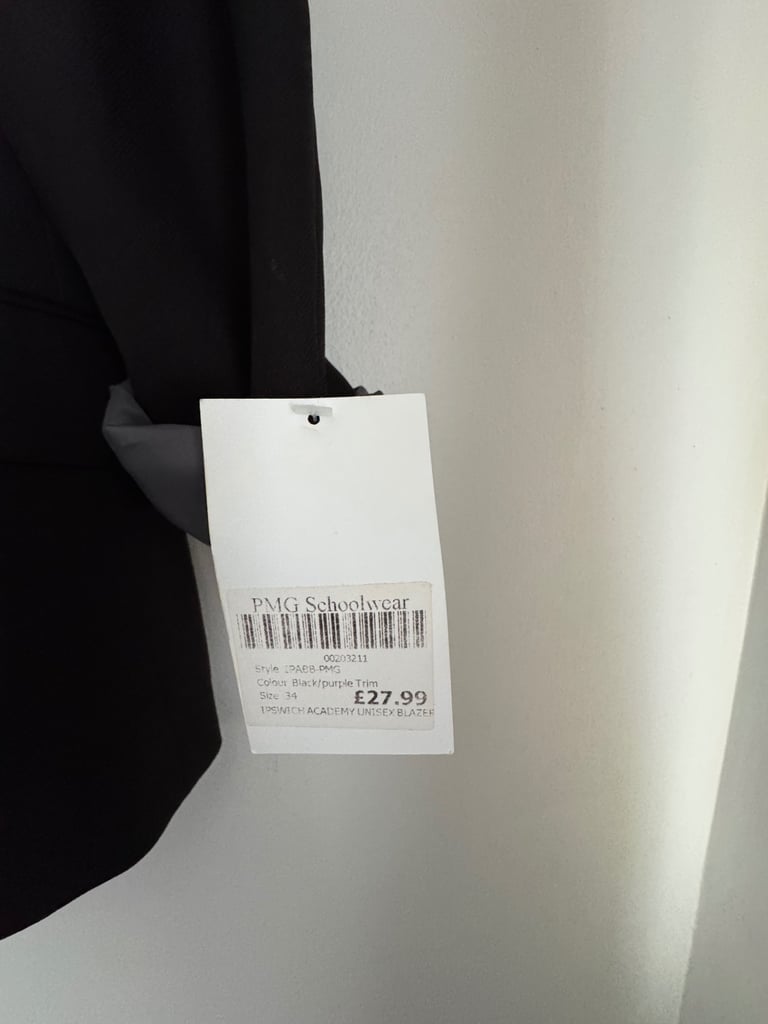 PMG Schoolwear
00203211
Style IPABB-PMG
Colour Black/purple Trim
Size 34
£27.99
IPSWICH ACADEMY UNISEX BLAZER